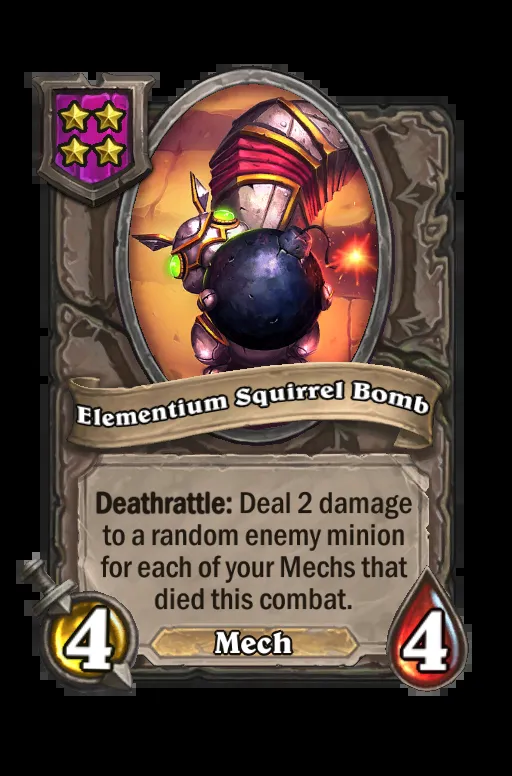 Elementium Squirrel Bomb
Deathrattle: Deal 2 damage
to a random enemy minion
for each of your Mechs that
died this combat.
4
Mech
4